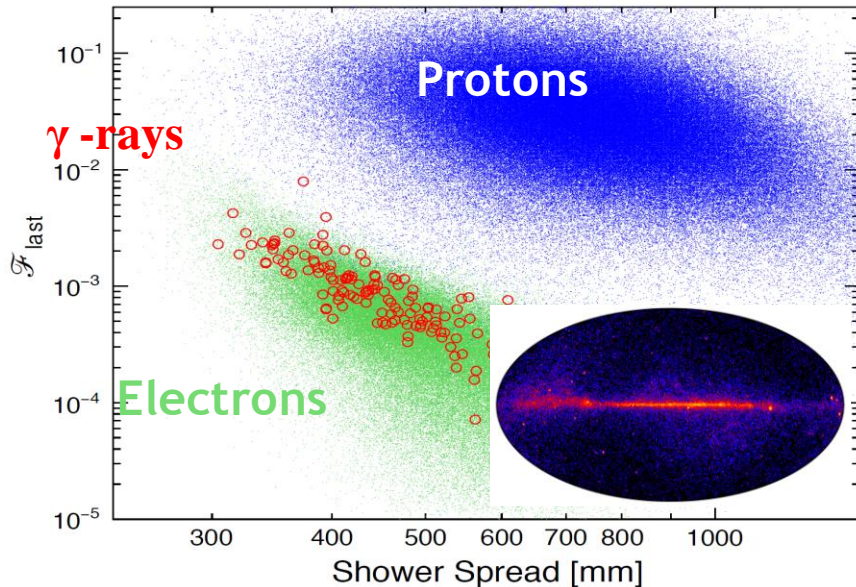 10⁻¹
Protons
γ -rays
10⁻²
ℱ last
10⁻³
Electrons
10⁻⁴
10⁻⁵
300 400 500 600 700 800 1000
Shower Spread [mm]